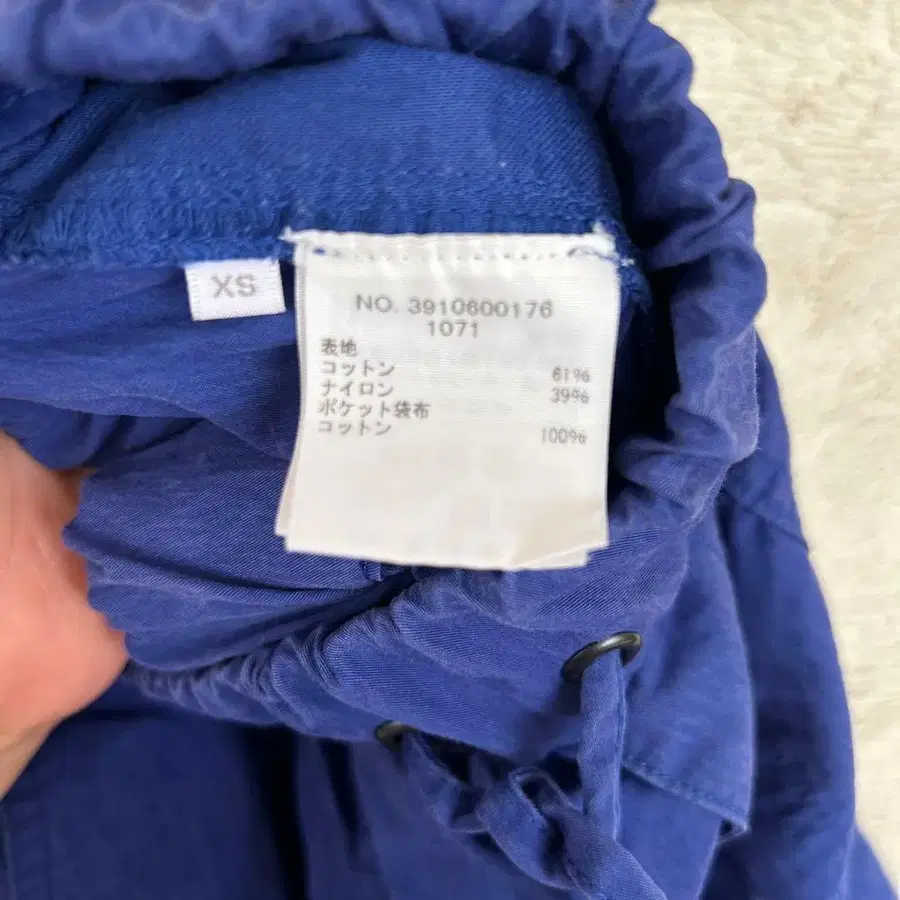 XS
NO. 3910600176
1071
表地
コットン 61%
ナイロン 39%
ポケット袋布
コットン 100%